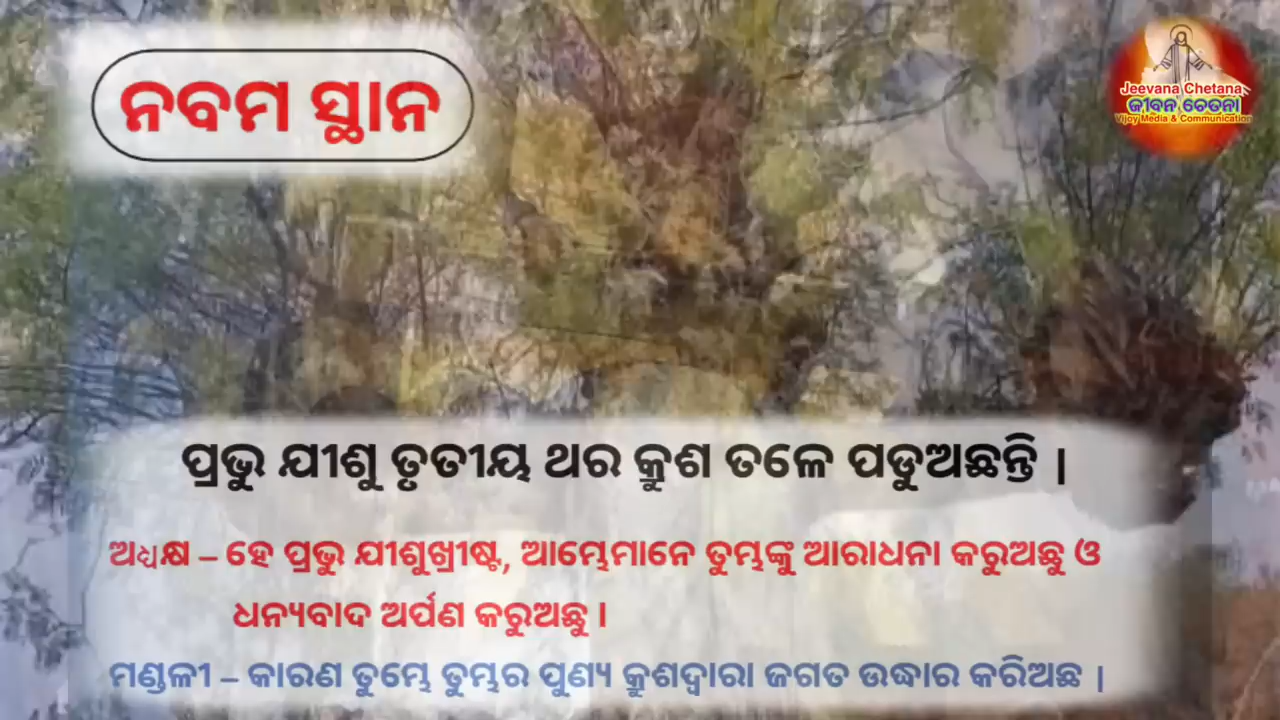 ନବମ ସ୍ଥାନ
Jeevana Chetana
ଜୀବନ ଚେତନା
Vijoy Media & Communication
ପ୍ରଭୁ ଯୀଶୁ ତୃତୀୟ ଥର କ୍ରୁଶ ତଳେ ପଡୁଅଛନ୍ତି |
ଅଧ୍ୟକ୍ଷ – ହେ ପ୍ରଭୁ ଯୀଶୁଖ୍ରୀଷ୍ଟ, ଆମ୍ଭେମାନେ ତୁମ୍ଭଙ୍କୁ ଆରାଧନା କରୁଅଛୁ ଓ
ଧନ୍ୟବାଦ ଅର୍ପଣ କରୁଅଛୁ ।
ମଣ୍ଡଳୀ – କାରଣ ତୁମ୍ଭେ ତୁମ୍ଭର ପୁଣ୍ୟ କ୍ରୁଶଦ୍ୱାରା ଜଗତ ଉଦ୍ଧାର କରିଅଛ |